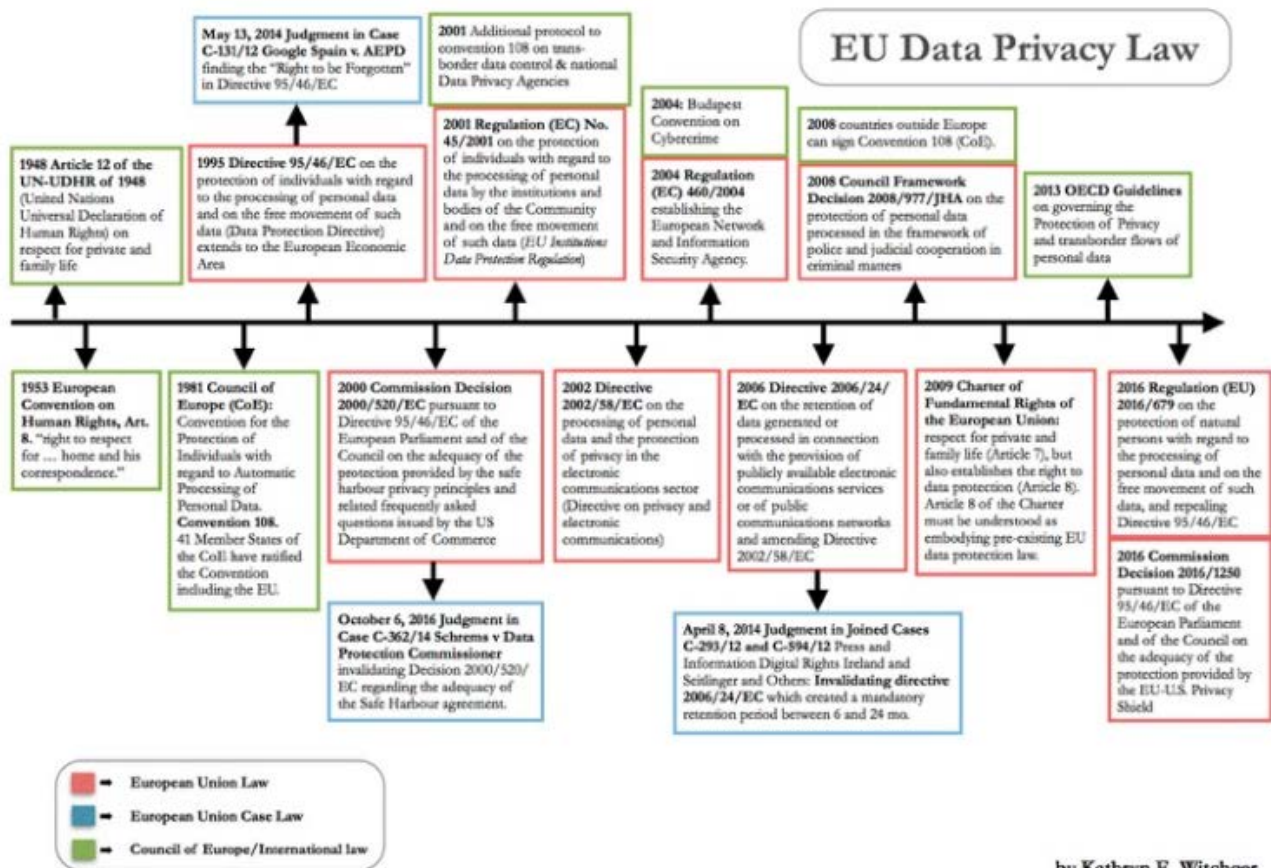 EU Data Privacy Law
May 13, 2014 Judgment in Case
C-131/12 Google Spain v. AEPD
finding the “Right to be Forgotten”
in Directive 95/46/EC
2001 Additional protocol to
convention 108 on trans-
border data control & national
Data Privacy Agencies
2004: Budapest
Convention on
Cybercrime
2008 countries outside Europe
can sign Convention 108 (CoE).
1948 Article 12 of the
UN-UDHR of 1948
(United Nations
Universal Declaration of
Human Rights) on
respect for private and
family life
1995 Directive 95/46/EC on the
protection of individuals with regard
to the processing of personal data
and on the free movement of such
data (Data Protection Directive)
extends to the European Economic
Area
2001 Regulation (EC) No.
45/2001 on the protection
of individuals with regard to
the processing of personal
data by the institutions and
bodies of the Community
and on the free movement
of such data (EU Institutions
Data Protection Regulation)
2004 Regulation
(EC) 460/2004
establishing the
European Network
and Information
Security Agency.
2008 Council Framework
Decision 2008/977/JHA on the
protection of personal data
processed in the framework of
police and judicial cooperation in
criminal matters
2013 OECD Guidelines
on governing the
Protection of Privacy
and transborder flows of
personal data
1953 European
Convention on
Human Rights, Art.
8. “right to respect
for … home and his
correspondence.”
1981 Council of
Europe (CoE):
Convention for the
Protection of
Individuals with
regard to Automatic
Processing of
Personal Data.
Convention 108.
41 Member States of
the CoE have ratified
the Convention
including the EU.
2000 Commission Decision
2000/520/EC pursuant to
Directive 95/46/EC of the
European Parliament and of the
Council on the adequacy of the
protection provided by the safe
harbour privacy principles and
related frequently asked
questions issued by the US
Department of Commerce
2002 Directive
2002/58/EC on the
processing of personal
data and the protection
of privacy in the
electronic
communications sector
(Directive on privacy and
electronic
communications)
2006 Directive 2006/24/
EC on the retention of
data generated or
processed in connection
with the provision of
publicly available electronic
communications services
or of public
communications networks
and amending Directive
2002/58/EC
2009 Charter of
Fundamental Rights of
the European Union:
respect for private and
family life (Article 7), but
also establishes the right to
data protection (Article 8).
Article 8 of the Charter
must be understood as
embodying pre-existing EU
data protection law.
2016 Regulation (EU)
2016/679 on the
protection of natural
persons with regard to
the processing of
personal data and on the
free movement of such
data, and repealing
Directive 95/46/EC
2016 Commission
Decision 2016/1250
pursuant to Directive
95/46/EC of the
European Parliament
and of the Council on
the adequacy of the
protection provided by
the EU-U.S. Privacy
Shield
October 6, 2016 Judgment in
Case C-362/14 Schrems v Data
Protection Commissioner
invalidating Decision 2000/520/
EC regarding the adequacy of
the Safe Harbour agreement.
April 8, 2014 Judgment in Joined Cases
C-293/12 and C-594/12 Press and
Information Digital Rights Ireland and
Seitlinger and Others: Invalidating directive
2006/24/EC which created a mandatory
retention period between 6 and 24 mo.
European Union Law
European Union Case Law
Council of Europe/International law
by Kathryn E.